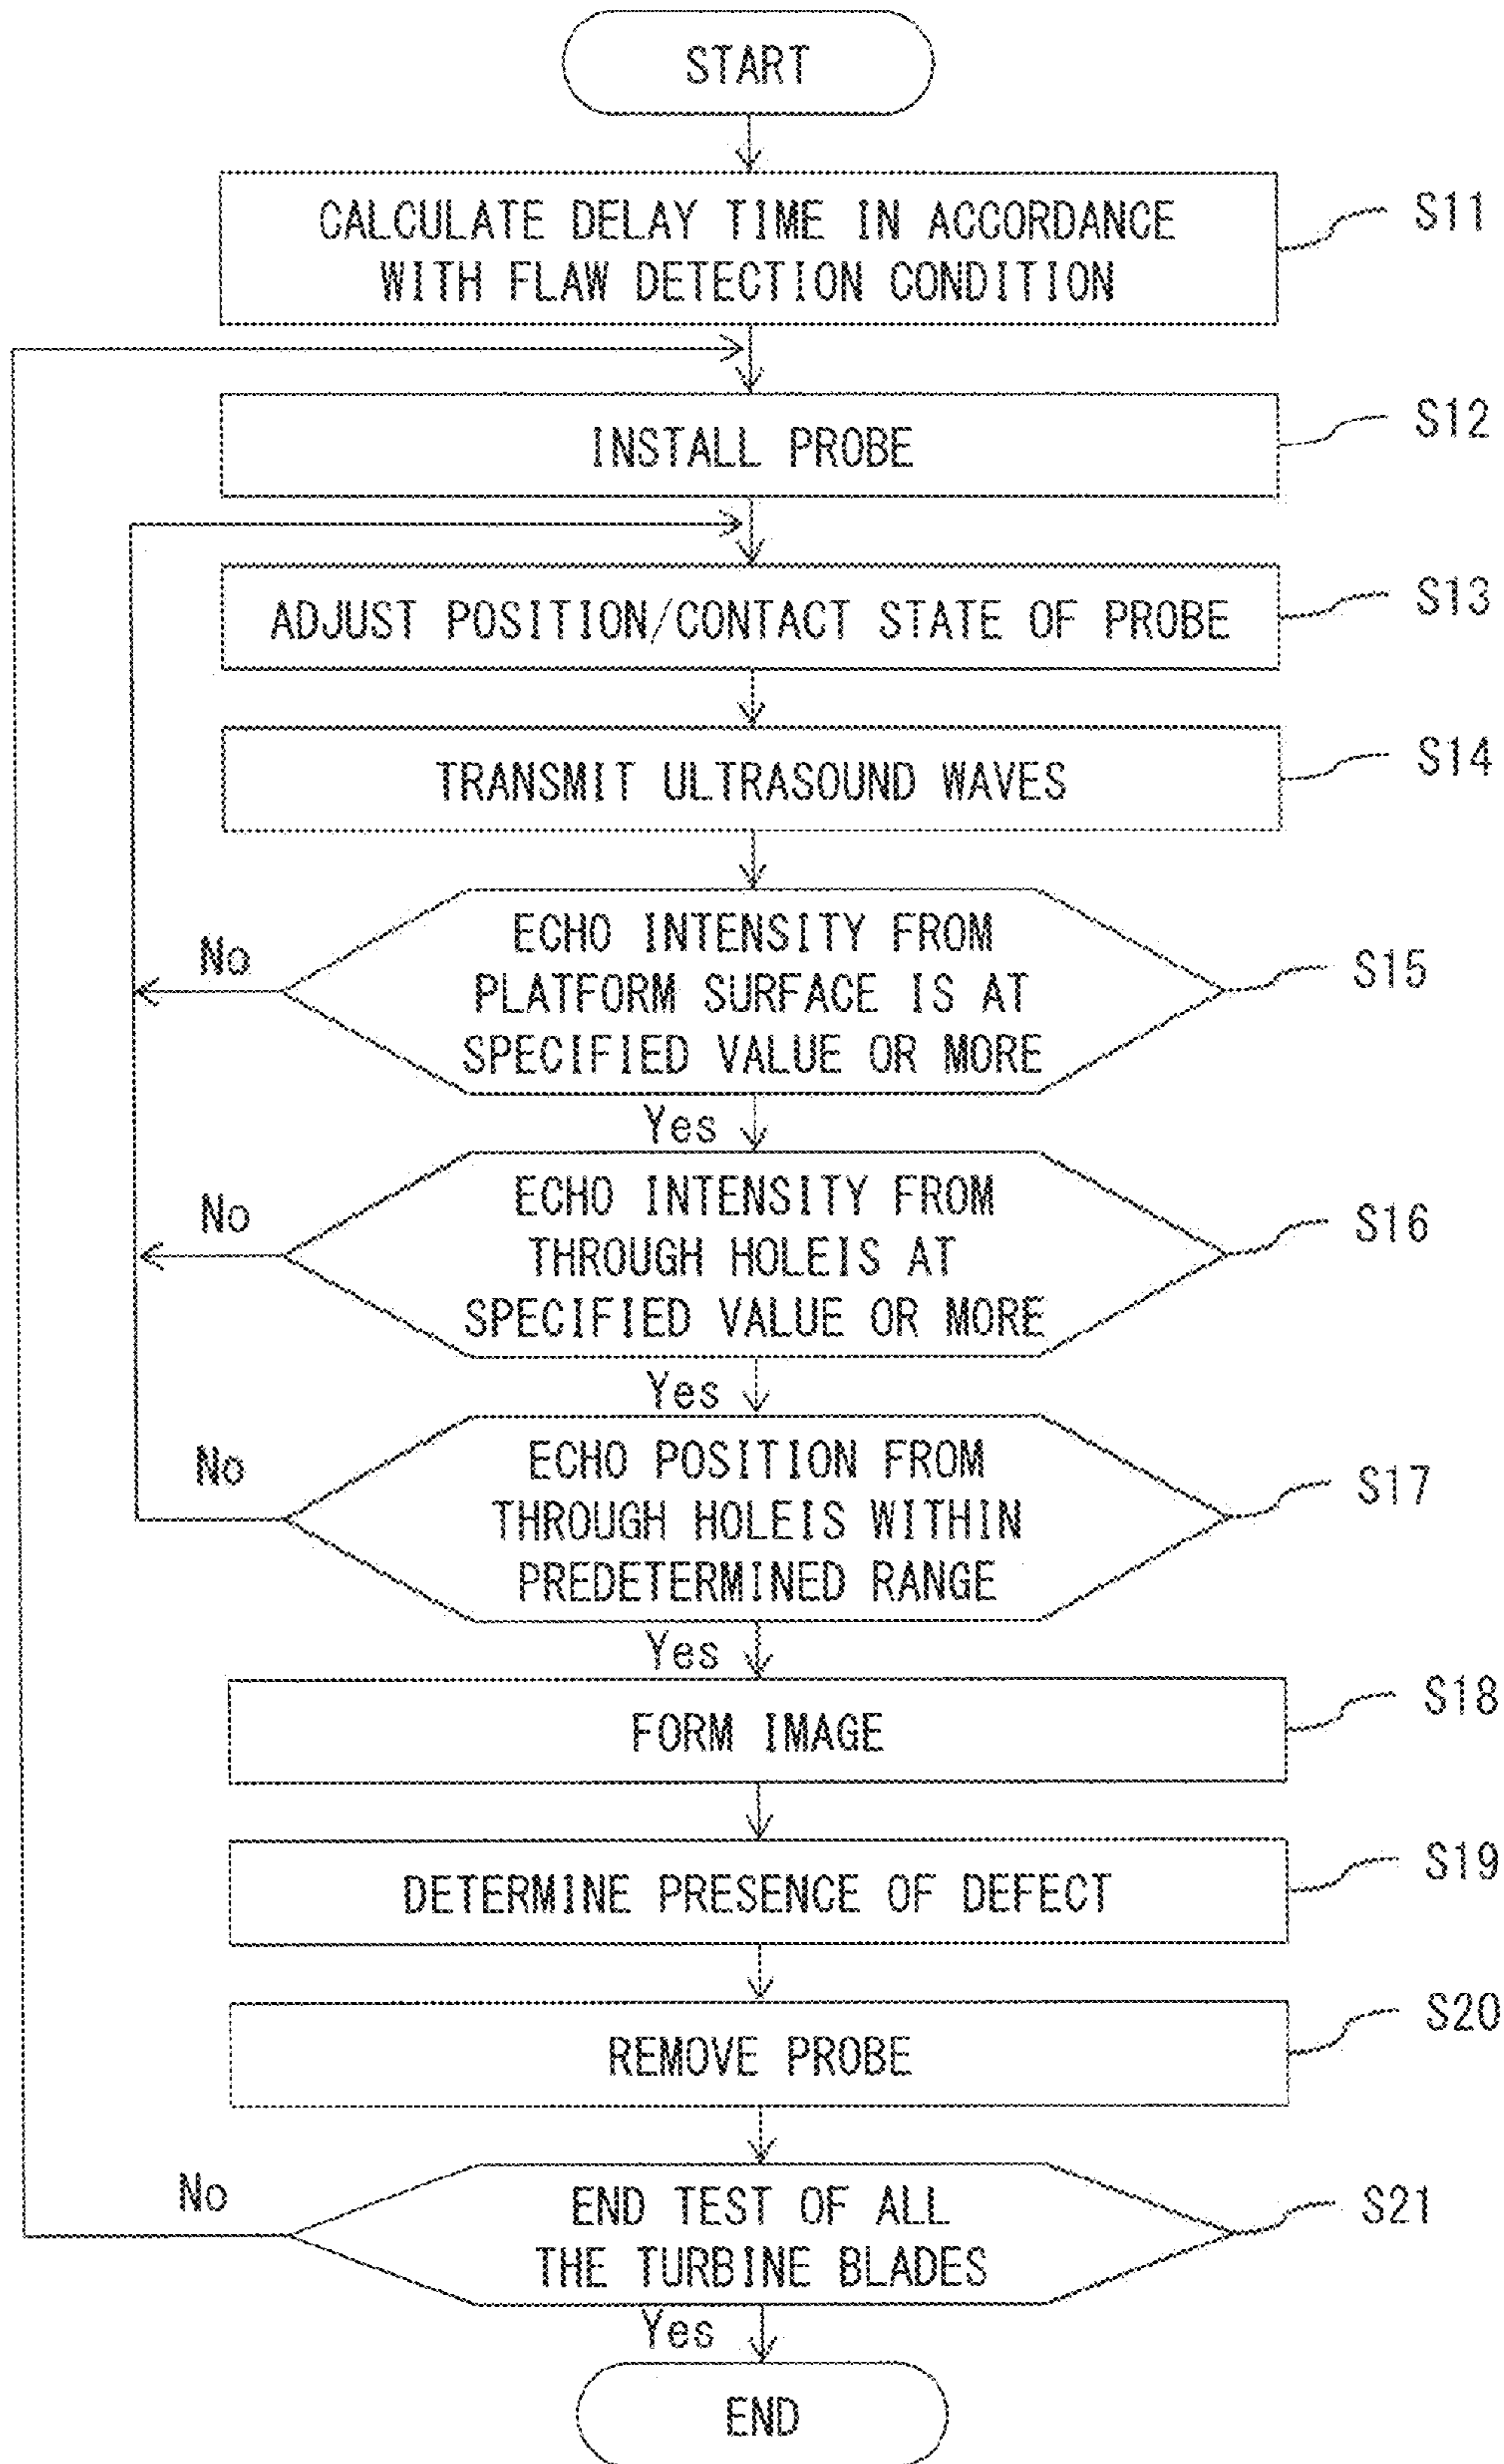 START
CALCULATE DELAY TIME IN ACCORDANCE
WITH FLAW DETECTION CONDITION
S11
INSTALL PROBE
S12
ADJUST POSITION/CONTACT STATE OF PROBE
S13
TRANSMIT ULTRASOUND WAVES
S14
ECHO INTENSITY FROM
PLATFORM SURFACE IS AT
SPECIFIED VALUE OR MORE
S15
No
Yes
ECHO INTENSITY FROM
THROUGH HOLEIS AT
SPECIFIED VALUE OR MORE
S16
No
Yes
ECHO POSITION FROM
THROUGH HOLEIS WITHIN
PREDETERMINED RANGE
S17
No
Yes
FORM IMAGE
S18
DETERMINE PRESENCE OF DEFECT
S19
REMOVE PROBE
S20
END TEST OF ALL
THE TURBINE BLADES
S21
No
Yes
END